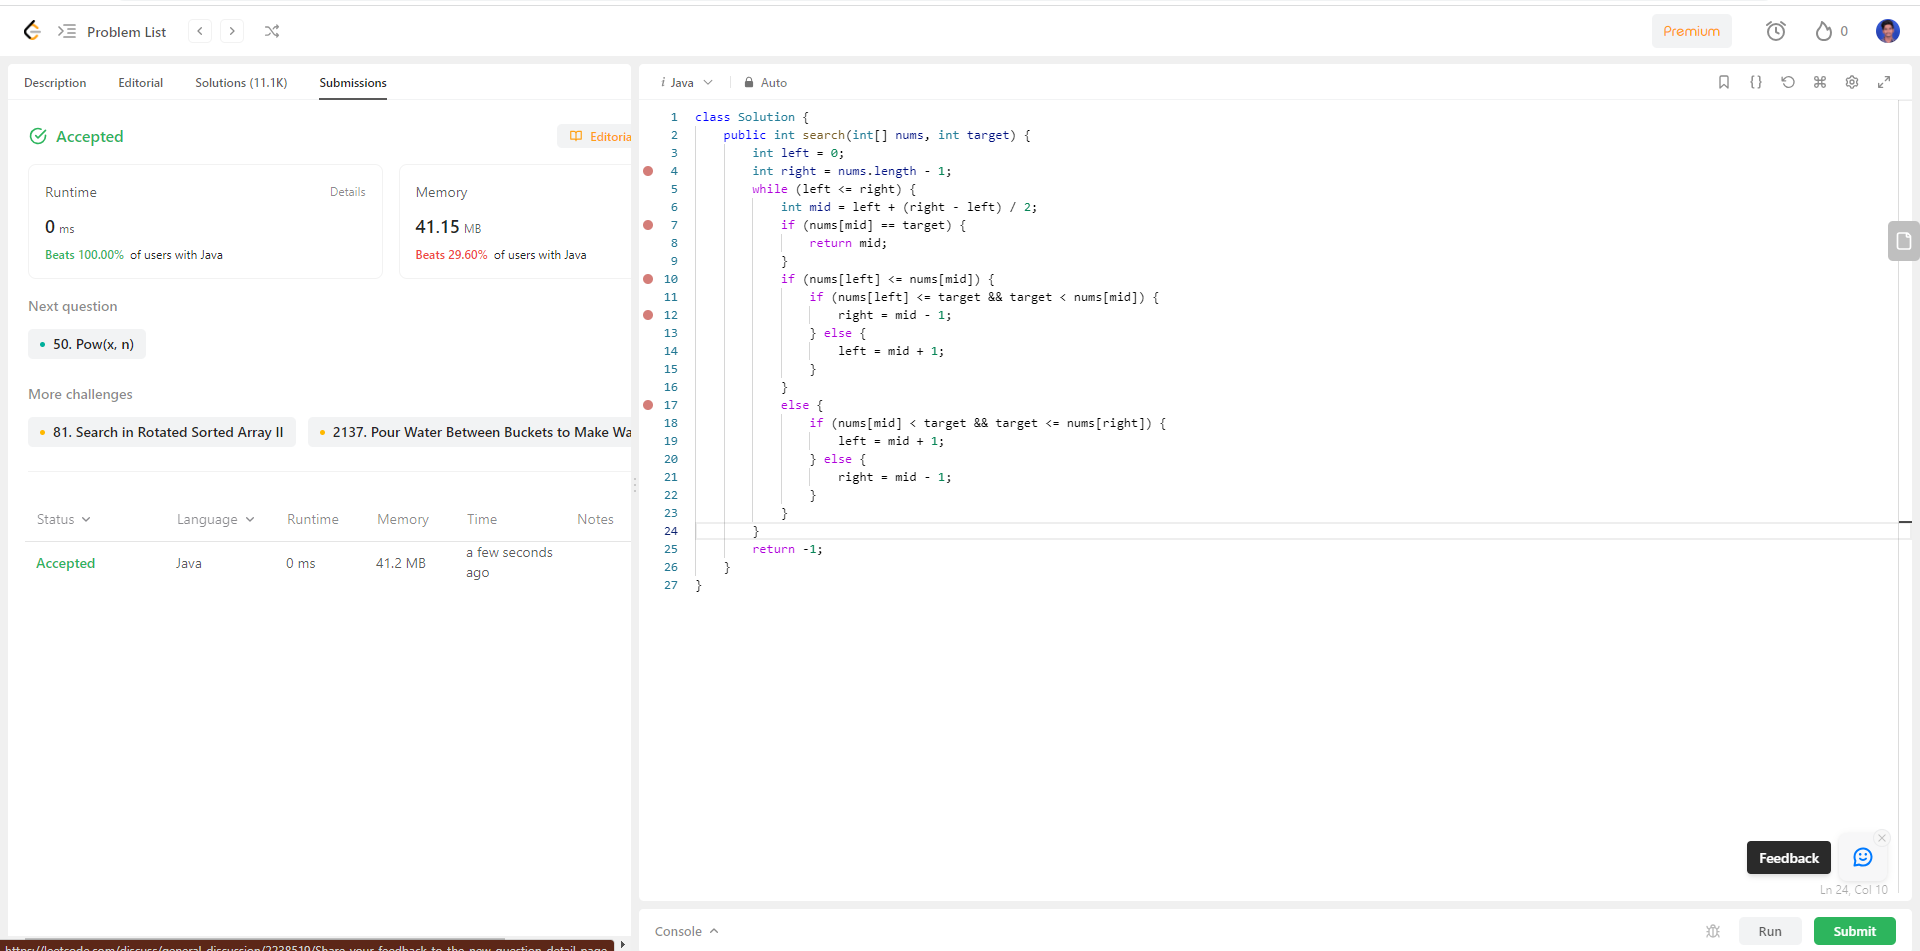 Problem List
Premium
0
Description Editorial Solutions (11.1K) Submissions
Accepted
Editoria
Runtime Details
0 ms
Beats 100.00% of users with Java
Memory
41.15 MB
Beats 29.60% of users with Java
Next question
50. Pow(x, n)
More challenges
81. Search in Rotated Sorted Array II
2137. Pour Water Between Buckets to Make Wa
Status Language Runtime Memory Time Notes
Accepted Java 0 ms 41.2 MB a few seconds
ago
https://leetcode.com/discuss/general-discussion/2238519/Share-your-feedback-to-the-new-question-detail-page
i Java Auto
1 class Solution {
2 public int search(int[] nums, int target) {
3 int left = 0;
4 int right = nums.length - 1;
5 while (left <= right) {
6 int mid = left + (right - left) / 2;
7 if (nums[mid] == target) {
8 return mid;
9 }
10 if (nums[left] <= nums[mid]) {
11 if (nums[left] <= target && target < nums[mid]) {
12 right = mid - 1;
13 } else {
14 left = mid + 1;
15 }
16 }
17 else {
18 if (nums[mid] < target && target <= nums[right]) {
19 left = mid + 1;
20 } else {
21 right = mid - 1;
22 }
23 }
24 }
25 return -1;
26 }
27 }
Feedback
Ln 24, Col 10
Console
Run
Submit